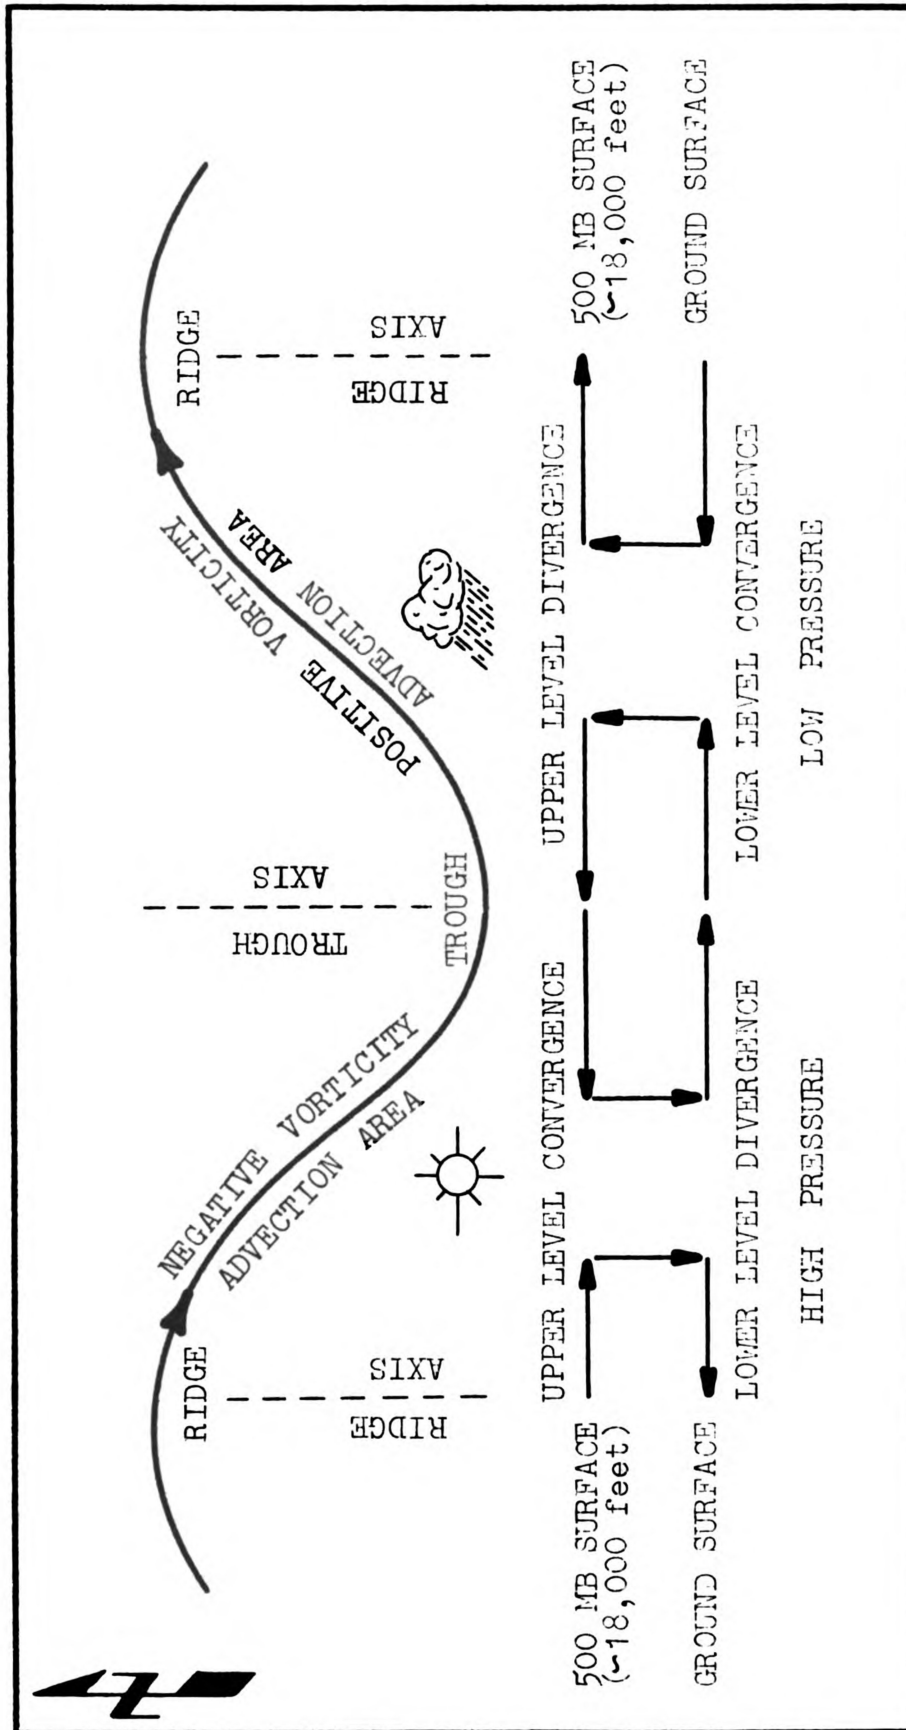 RIDGE
RIDGE
AXIS
NEGATIVE VORTICITY
ADVECTION AREA
TROUGH
AXIS
TROUGH
POSITIVE VORTICITY
ADVECTION AREA
RIDGE
RIDGE
AXIS
UPPER LEVEL CONVERGENCE
UPPER LEVEL DIVERGENCE
500 MB SURFACE
(~18,000 feet)
500 MB SURFACE
(~18,000 feet)
GROUND SURFACE
GROUND SURFACE
LOWER LEVEL DIVERGENCE
LOWER LEVEL CONVERGENCE
HIGH PRESSURE
LOW PRESSURE